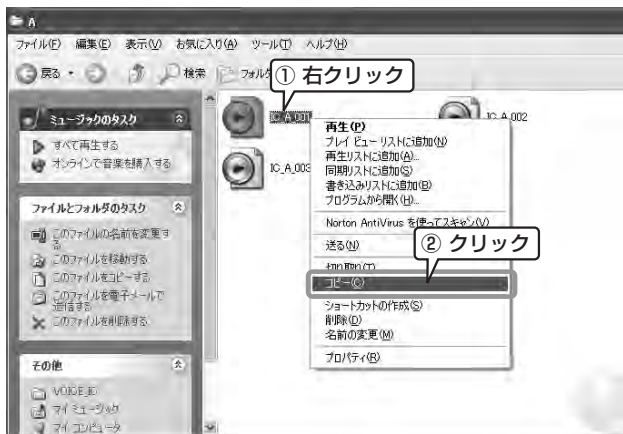 A
ファイル(F) 編集(E) 表示(V) お気に入り(A) ツール(T) ヘルプ(H)
戻る 検索 フォルダ
① 右クリック
ミュージックのタスク
すべて再生する
オンラインで音楽を購入する
IC_A_001
IC_A_002
IC_A_003
再生(P)
プレイ ビュー リストに追加(N)
再生リストに追加(A)...
同期リストに追加(S)
書き込みリストに追加(B)
プログラムから開く(H)...
Norton AntiVirus を使ってスキャン(V)
送る(N)
② クリック
切り取り(T)
コピー(C)
ショートカットの作成(S)
削除(D)
名前の変更(M)
プロパティ(R)
ファイルとフォルダのタスク
このファイルの名前を変更す
る
このファイルを移動する
このファイルをコピーする
このファイルを電子メールで
送信する
このファイルを削除する
その他
VOICE_IC
マイ ミュージック
マイ コンピュータ